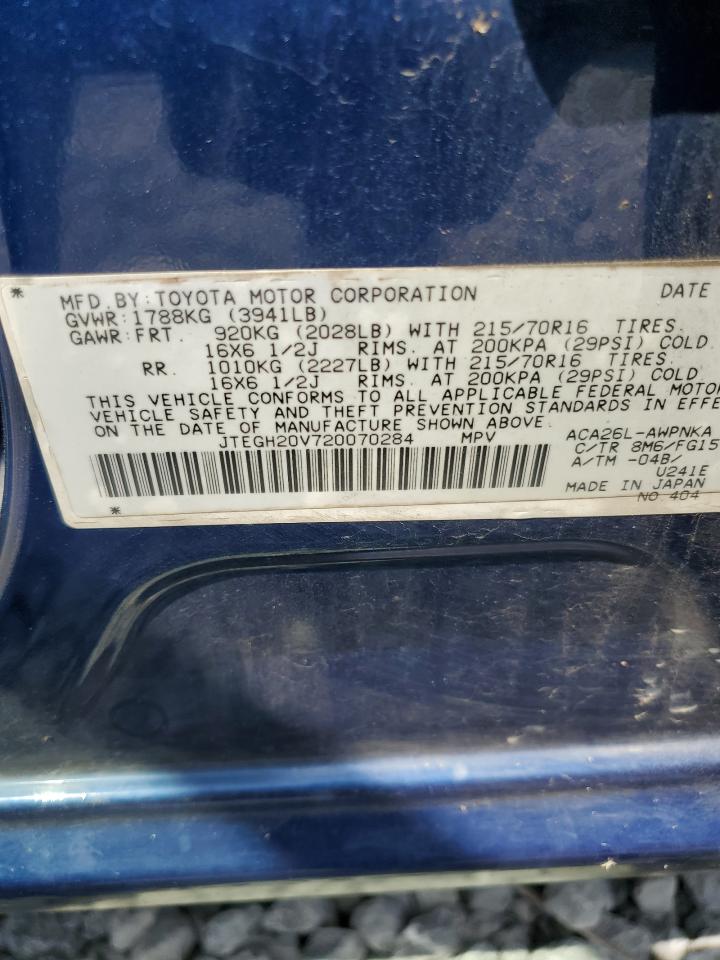 * MFD. BY: TOYOTA MOTOR CORPORATION DATE
GVWR: 1788KG (3941LB)
GAWR: FRT. 920KG (2028LB) WITH 215/70R16 TIRES.
16X6 1/2J RIMS. AT 200KPA (29PSI) COLD.
RR. 1010KG (2227LB) WITH 215/70R16 TIRES.
16X6 1/2J RIMS. AT 200KPA (29PSI) COLD
THIS VEHICLE CONFORMS TO ALL APPLICABLE FEDERAL MOTOR
VEHICLE SAFETY AND THEFT PREVENTION STANDARDS IN EFFE
ON THE DATE OF MANUFACTURE SHOWN ABOVE.
JTEGH20V720070284 MPV ACA26L-AWPNKA
C/TR 8M6/FG15
A/TM -04B/
U241E
MADE IN JAPAN
* NO 404